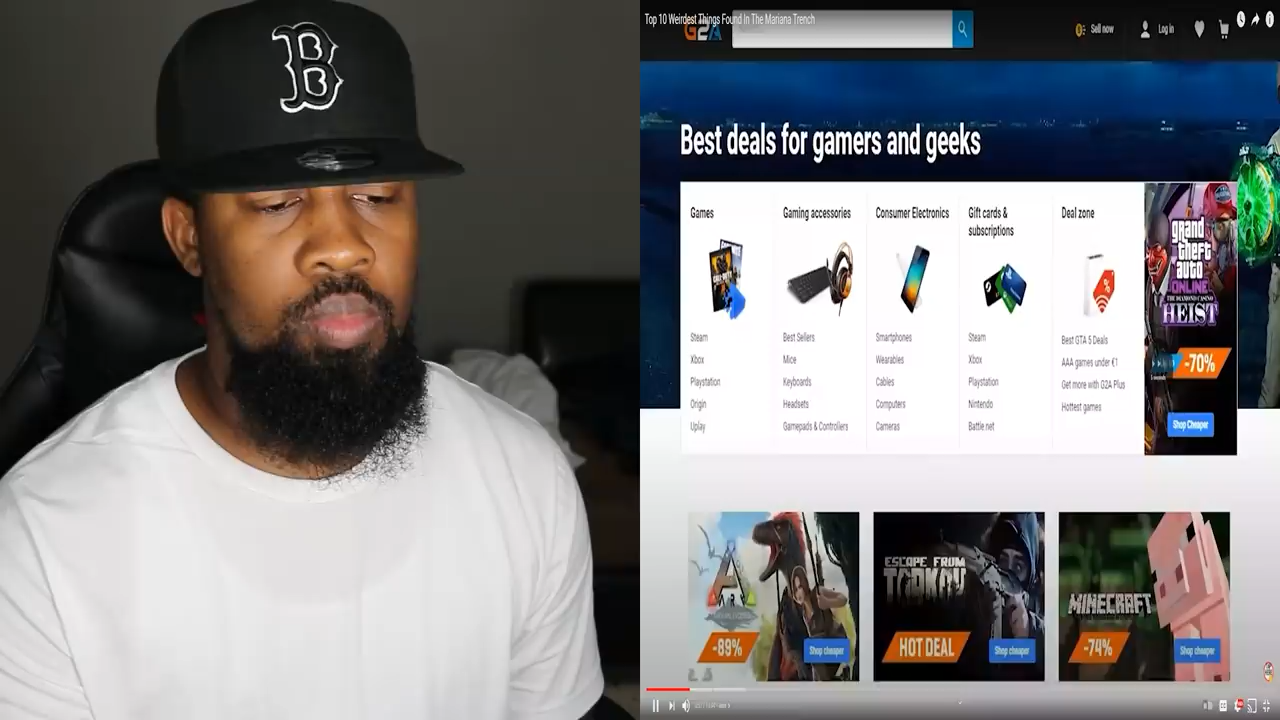 B
Top 10 Weirdest Things Found In The Mariana Trench
G2A
Sell now
Log in
Best deals for gamers and geeks
Games
Steam
Xbox
Playstation
Origin
Uplay
Gaming accessories
Best Sellers
Mice
Keyboards
Headsets
Gamepads & Controllers
Consumer Electronics
Smartphones
Wearables
Cables
Computers
Cameras
Gift cards &
subscriptions
Steam
Xbox
Playstation
Nintendo
Battle net
Deal zone
Best GTA 5 Deals
AAA games under €1
Get more with G2A Plus
Hottest games
grand
theft
auto
ONLINE
THE DIAMOND CASINO
HEIST
-70%
Shop Cheaper
-89%
Shop cheaper
ESCAPE FROM
TARKOV
HOT DEAL
Shop cheaper
MINECRAFT
-74%
Shop cheaper